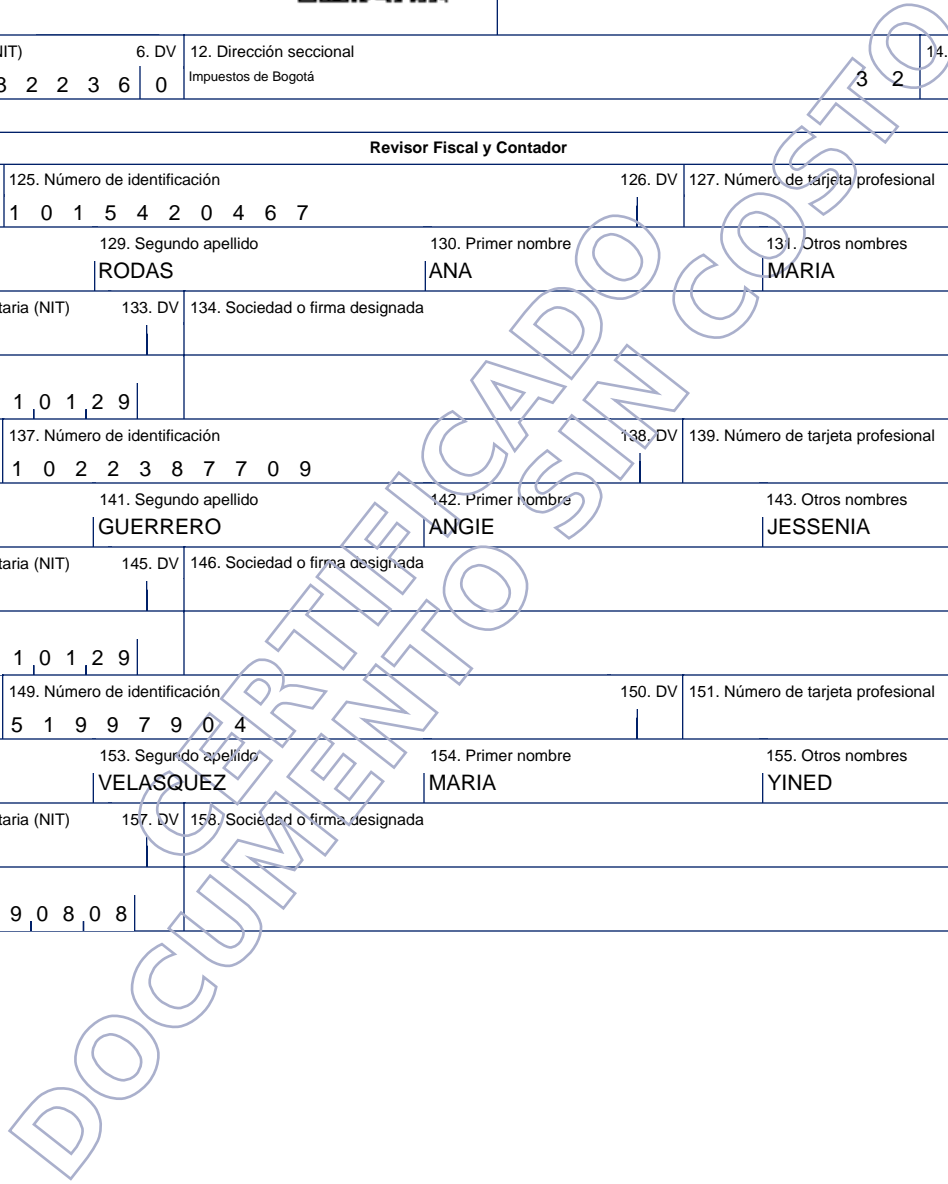 NIT) 6. DV 12. Dirección seccional 14.
3 2 2 3 6 0 Impuestos de Bogotá 3 2
Revisor Fiscal y Contador
125. Número de identificación 126. DV 127. Número de tarjeta profesional
1 0 1 5 4 2 0 4 6 7
129. Segundo apellido 130. Primer nombre 131. Otros nombres
RODAS ANA MARIA
taria (NIT) 133. DV 134. Sociedad o firma designada
1 0 1 2 9
137. Número de identificación 138. DV 139. Número de tarjeta profesional
1 0 2 2 3 8 7 7 0 9
141. Segundo apellido 142. Primer nombre 143. Otros nombres
GUERRERO ANGIE JESSENIA
taria (NIT) 145. DV 146. Sociedad o firma designada
1 0 1 2 9
149. Número de identificación 150. DV 151. Número de tarjeta profesional
5 1 9 9 7 9 0 4
153. Segundo apellido 154. Primer nombre 155. Otros nombres
VELASQUEZ MARIA YINED
taria (NIT) 157. DV 158. Sociedad o firma designada
9 0 8 0 8
CERTIFICADO
DOCUMENTO SIN COSTO